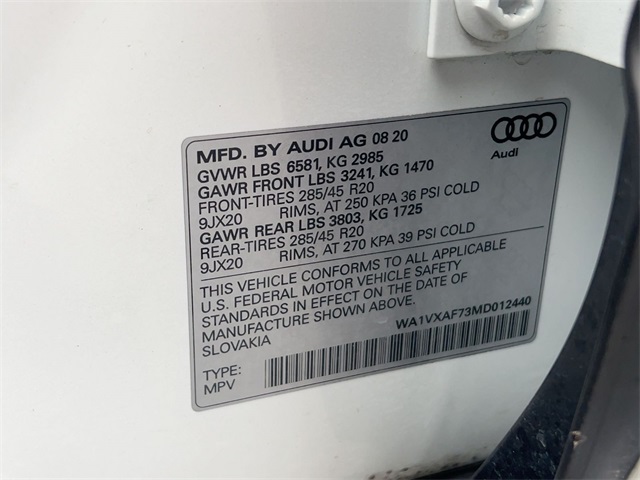 MFD. BY AUDI AG 08 20
GVWR LBS 6581, KG 2985
GAWR FRONT LBS 3241, KG 1470
FRONT-TIRES 285/45 R20
9JX20 RIMS, AT 250 KPA 36 PSI COLD
GAWR REAR LBS 3803, KG 1725
REAR-TIRES 285/45 R20
9JX20 RIMS, AT 270 KPA 39 PSI COLD
Audi
THIS VEHICLE CONFORMS TO ALL APPLICABLE
U.S. FEDERAL MOTOR VEHICLE SAFETY
STANDARDS IN EFFECT ON THE DATE OF
MANUFACTURE SHOWN ABOVE.
SLOVAKIA
WA1VXAF73MD012440
TYPE:
MPV